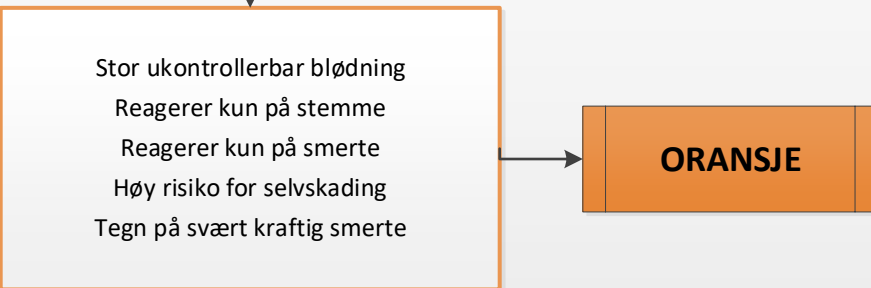 Stor ukontrollerbar blødning
Reagerer kun på stemme
Reagerer kun på smerte
Høy risiko for selvskading
Tegn på svært kraftig smerte
ORANSJE